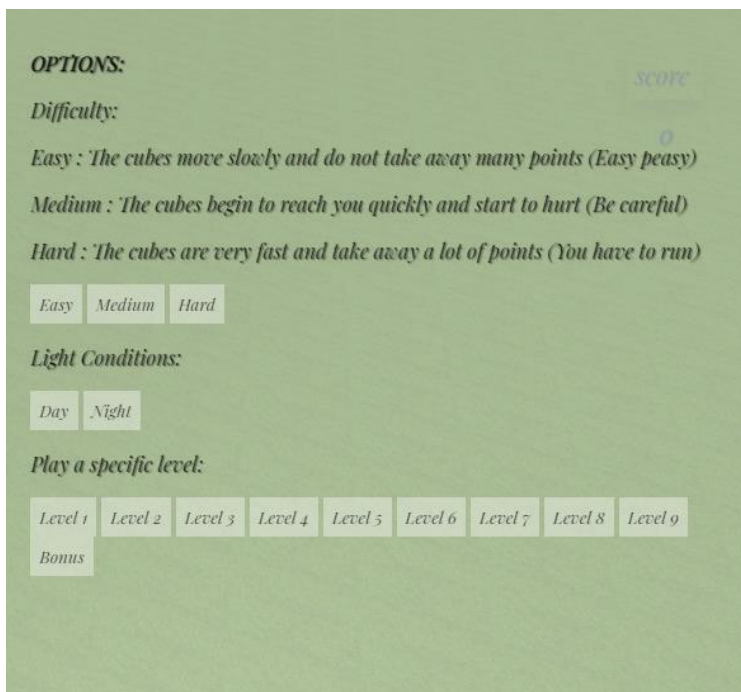 OPTIONS:
score
Difficulty:
0
Easy : The cubes move slowly and do not take away many points (Easy peasy)
Medium : The cubes begin to reach you quickly and start to hurt (Be careful)
Hard : The cubes are very fast and take away a lot of points (You have to run)
Easy Medium Hard
Light Conditions:
Day Night
Play a specific level:
Level 1 Level 2 Level 3 Level 4 Level 5 Level 6 Level 7 Level 8 Level 9
Bonus